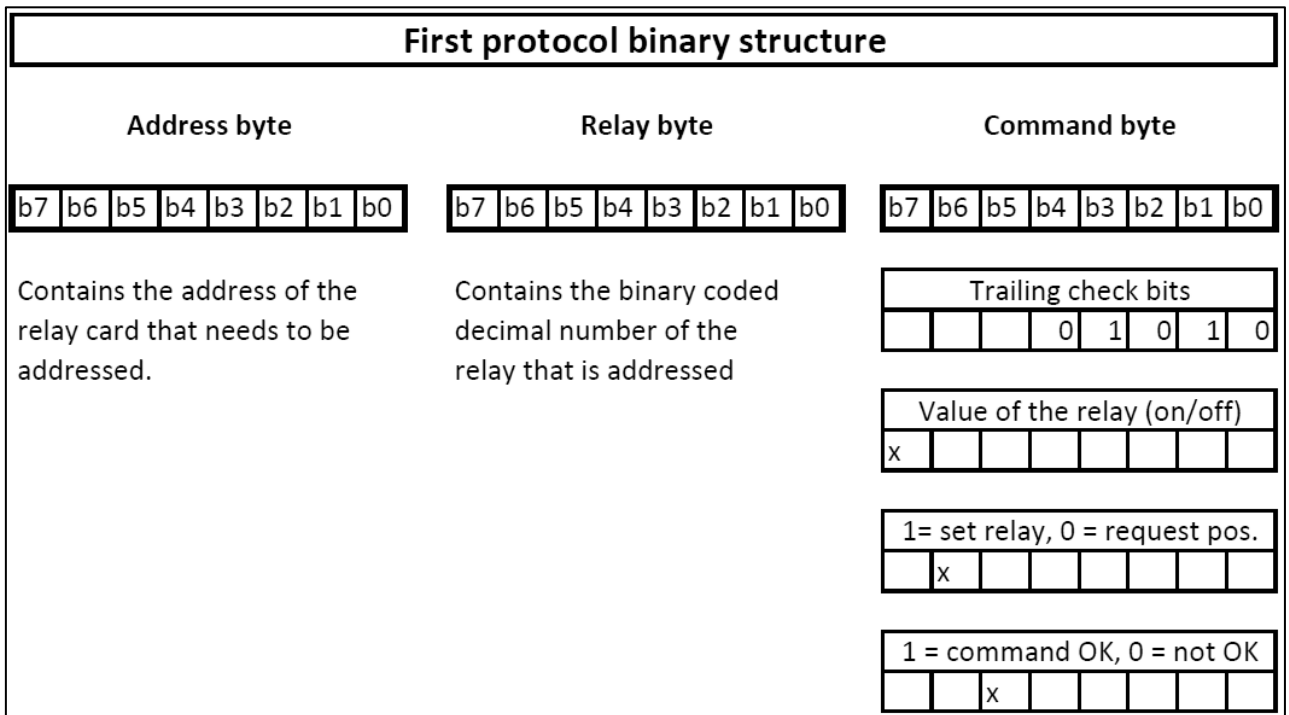 First protocol binary structure
Address byte
Relay byte
Command byte
b7 b6 b5 b4 b3 b2 b1 b0
b7 b6 b5 b4 b3 b2 b1 b0
b7 b6 b5 b4 b3 b2 b1 b0
Contains the address of the
relay card that needs to be
addressed.
Contains the binary coded
decimal number of the
relay that is addressed
Trailing check bits
0 1 0 1 0
Value of the relay (on/off)
x
1= set relay, 0 = request pos.
x
1 = command OK, 0 = not OK
x